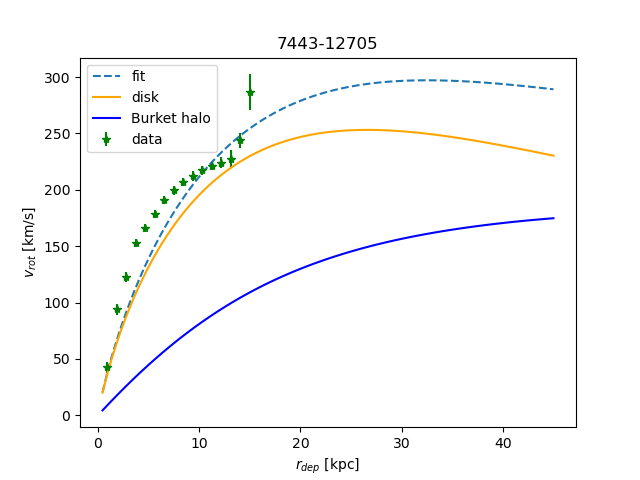 7443-12705
fit
disk
Burket halo
data
300
250
200
150
100
50
0
v_rot [km/s]
0 10 20 30 40
r_dep [kpc]